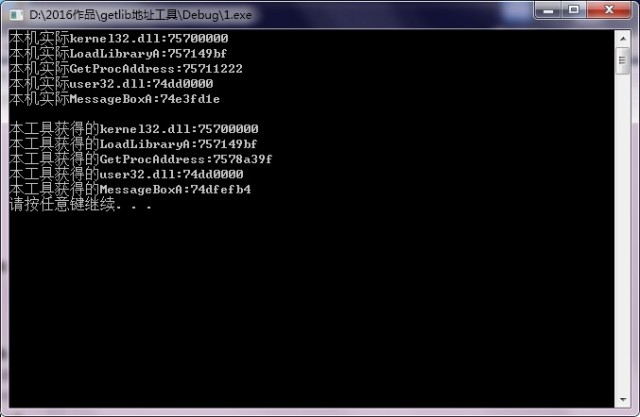 D:\2016作品\getlib地址工具\Debug\1.exe
本机实际kernel32.dll:75700000
本机实际LoadLibraryA:757149bf
本机实际GetProcAddress:75711222
本机实际user32.dll:74dd0000
本机实际MessageBoxA:74e3fd1e
本工具获得的kernel32.dll:75700000
本工具获得的LoadLibraryA:757149bf
本工具获得的GetProcAddress:7578a39f
本工具获得的user32.dll:74dd0000
本工具获得的MessageBoxA:74dfefb4
请按任意键继续. . .